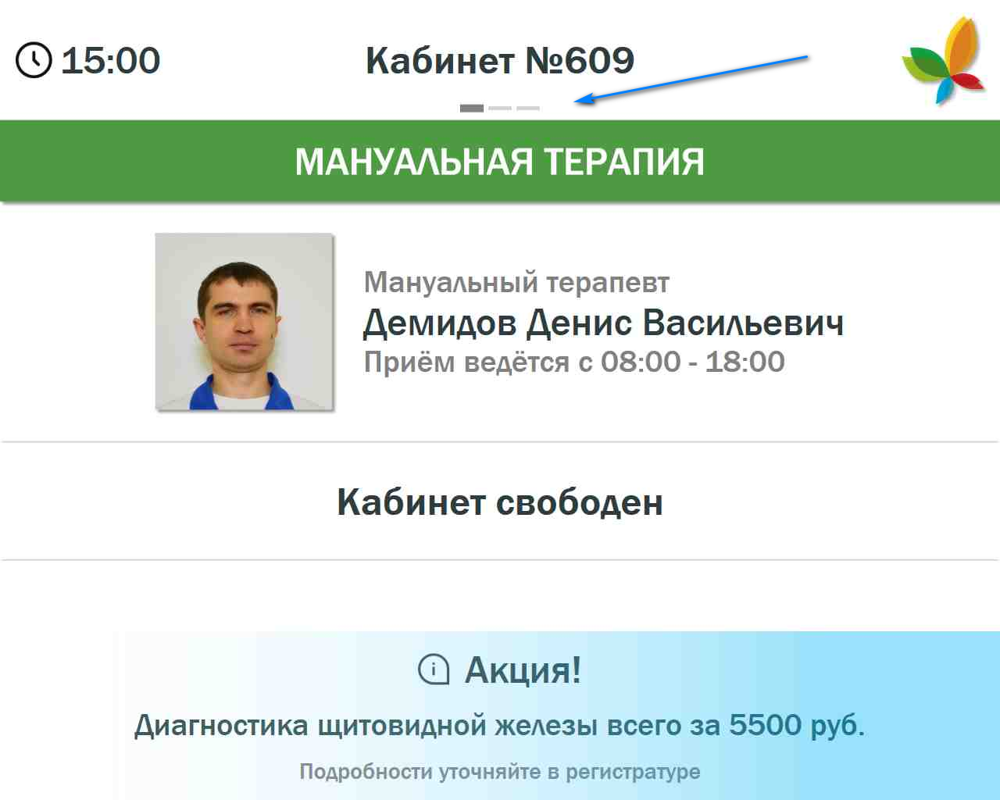 15:00
Кабинет №609
МАНУАЛЬНАЯ ТЕРАПИЯ
Мануальный терапевт
Демидов Денис Васильевич
Приём ведётся с 08:00 - 18:00
Кабинет свободен
Акция!
Диагностика щитовидной железы всего за 5500 руб.
Подробности уточняйте в регистратуре